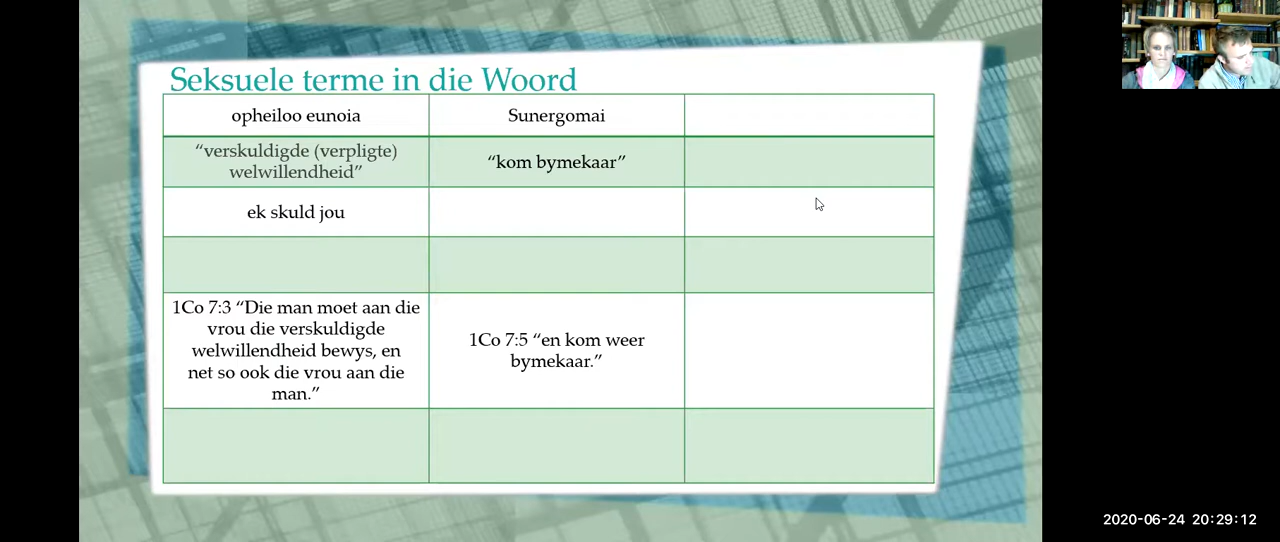 Seksuele terme in die Woord
opheiloo eunoia
Sunergomai
“verskuldigde (verpligte)
welwillendheid”
“kom bymekaar”
ek skuld jou
1Co 7:3 “Die man moet aan die
vrou die verskuldigde
welwillendheid bewys, en
net so ook die vrou aan die
man.”
1Co 7:5 “en kom weer
bymekaar.”
2020-06-24 20:29:12